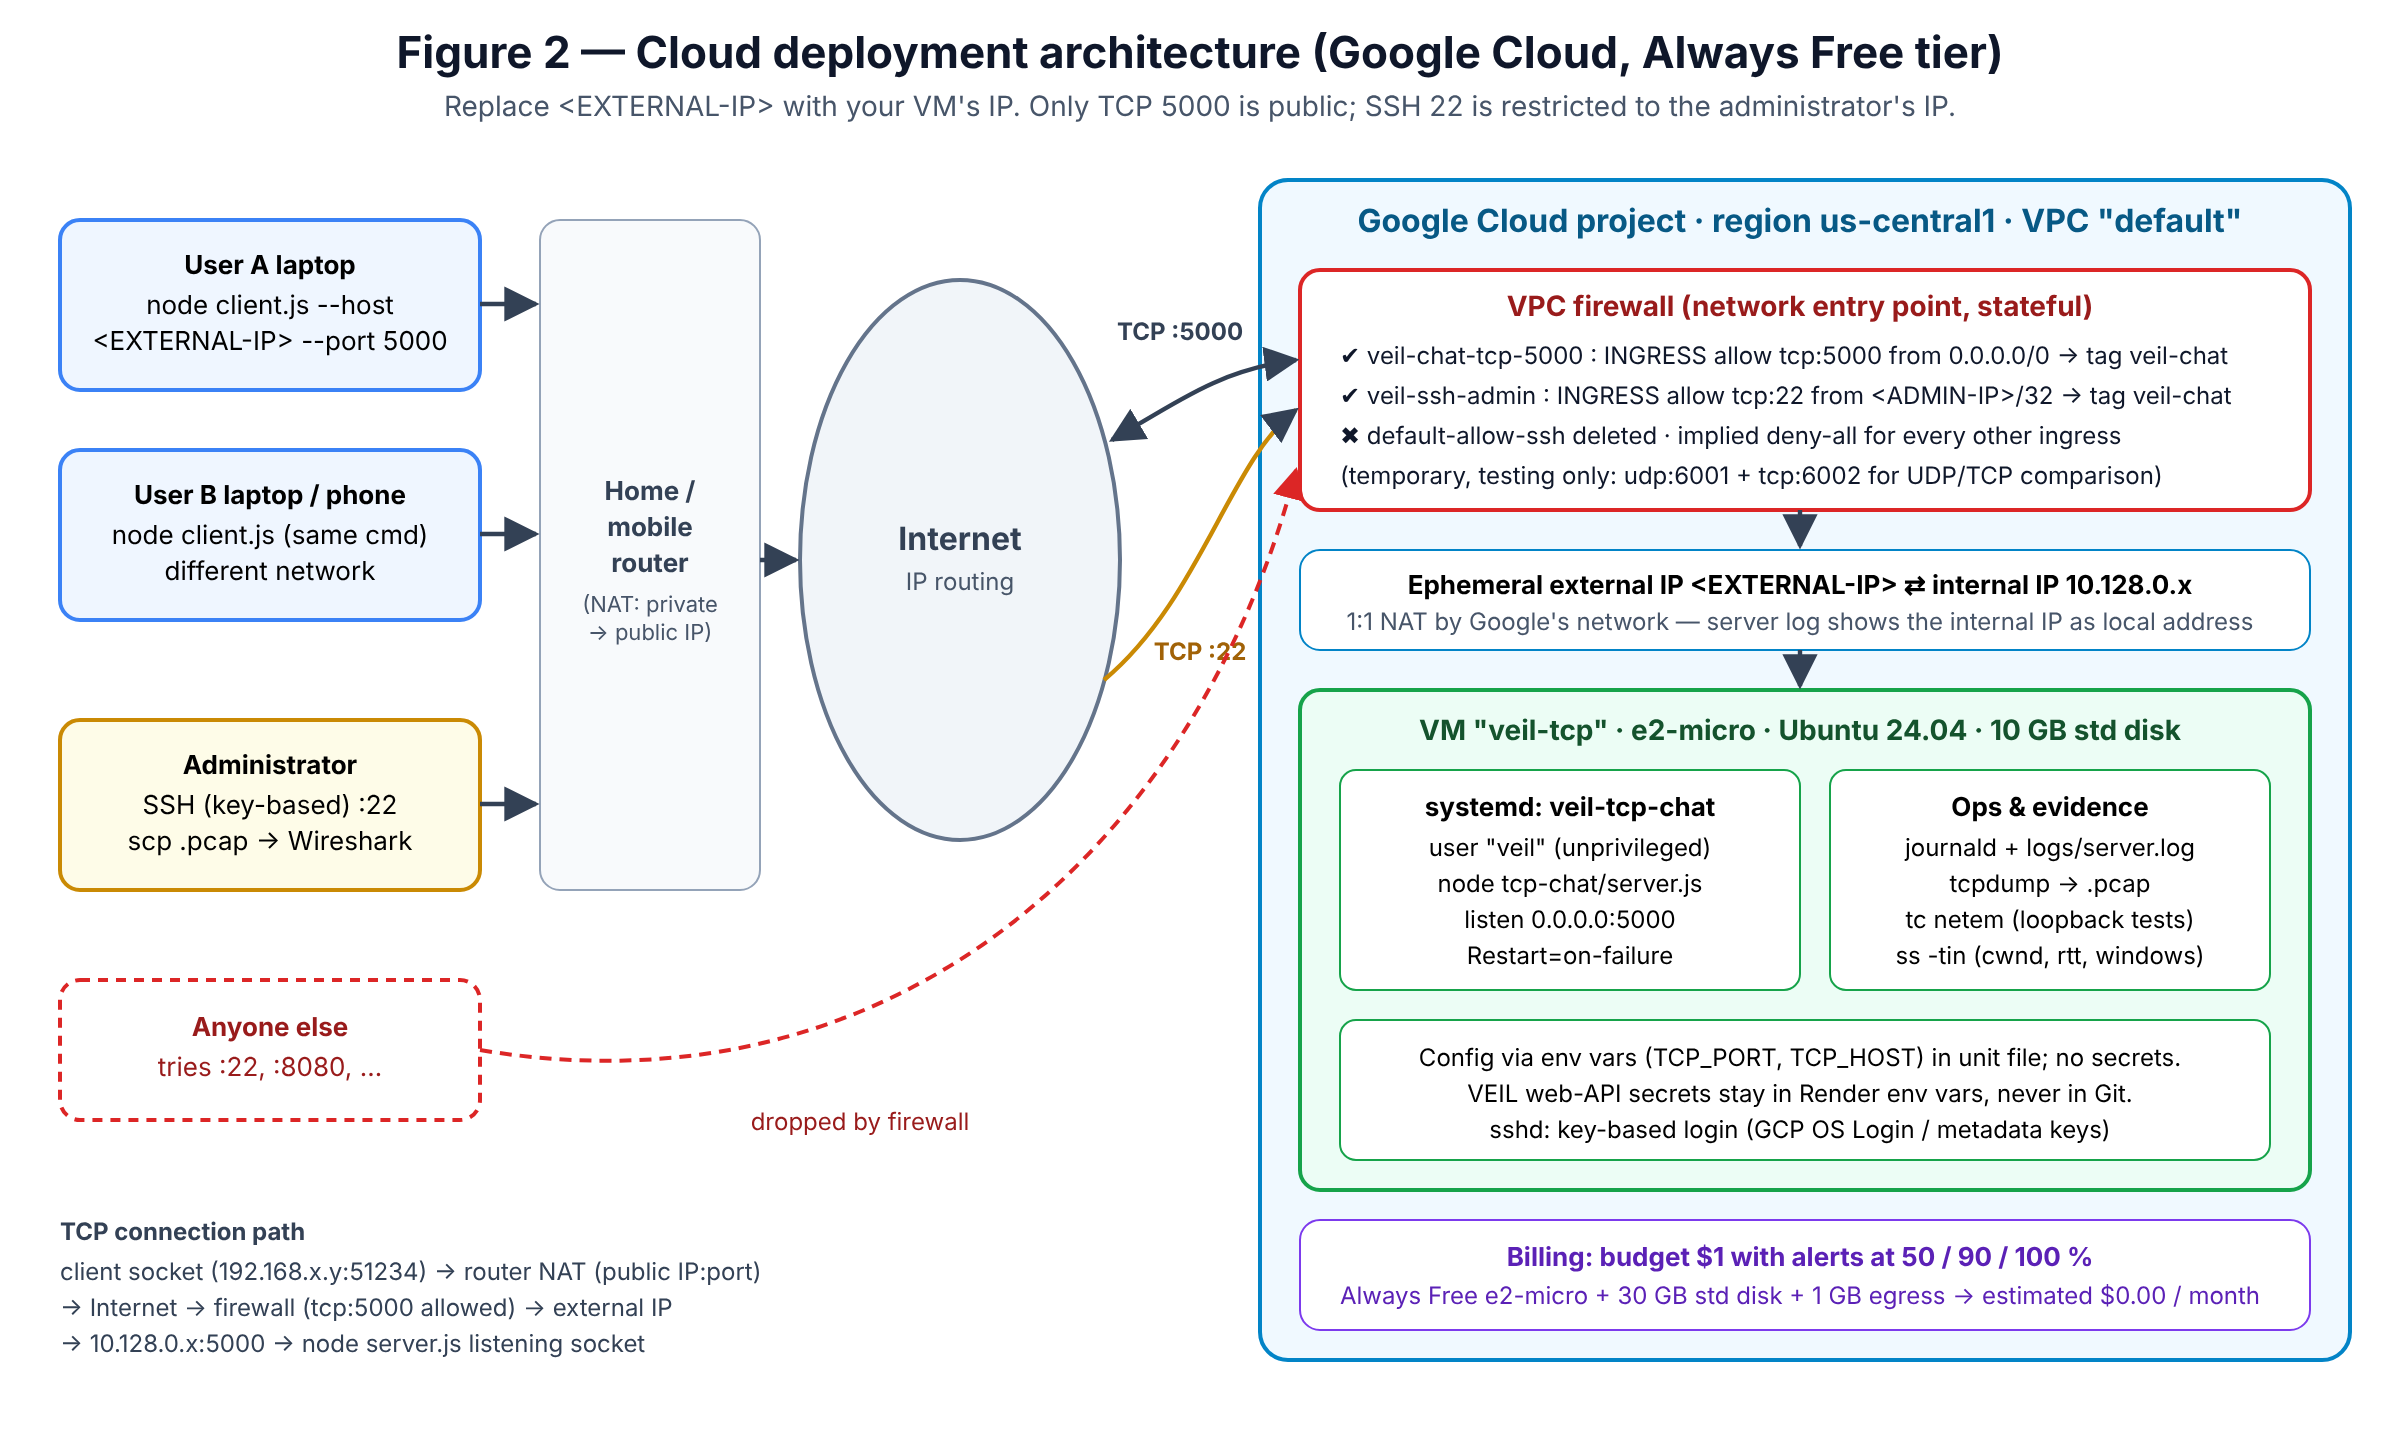 Figure 2 — Cloud deployment architecture (Google Cloud, Always Free tier)
Replace <EXTERNAL-IP> with your VM's IP. Only TCP 5000 is public; SSH 22 is restricted to the administrator's IP.
User A laptop
node client.js --host
<EXTERNAL-IP> --port 5000
User B laptop / phone
node client.js (same cmd)
different network
Administrator
SSH (key-based) :22
scp .pcap → Wireshark
Anyone else
tries :22, :8080, ...
Home /
mobile
router
(NAT: private
→ public IP)
Internet
IP routing
TCP :5000
TCP :22
dropped by firewall
Google Cloud project · region us-central1 · VPC "default"
VPC firewall (network entry point, stateful)
✔ veil-chat-tcp-5000 : INGRESS allow tcp:5000 from 0.0.0.0/0 → tag veil-chat
✔ veil-ssh-admin : INGRESS allow tcp:22 from <ADMIN-IP>/32 → tag veil-chat
✖ default-allow-ssh deleted · implied deny-all for every other ingress
(temporary, testing only: udp:6001 + tcp:6002 for UDP/TCP comparison)
Ephemeral external IP <EXTERNAL-IP> ⇄ internal IP 10.128.0.x
1:1 NAT by Google's network — server log shows the internal IP as local address
VM "veil-tcp" · e2-micro · Ubuntu 24.04 · 10 GB std disk
systemd: veil-tcp-chat
user "veil" (unprivileged)
node tcp-chat/server.js
listen 0.0.0.0:5000
Restart=on-failure
Ops & evidence
journald + logs/server.log
tcpdump → .pcap
tc netem (loopback tests)
ss -tin (cwnd, rtt, windows)
Config via env vars (TCP_PORT, TCP_HOST) in unit file; no secrets.
VEIL web-API secrets stay in Render env vars, never in Git.
sshd: key-based login (GCP OS Login / metadata keys)
Billing: budget $1 with alerts at 50 / 90 / 100 %
Always Free e2-micro + 30 GB std disk + 1 GB egress → estimated $0.00 / month
TCP connection path
client socket (192.168.x.y:51234) → router NAT (public IP:port)
→ Internet → firewall (tcp:5000 allowed) → external IP
→ 10.128.0.x:5000 → node server.js listening socket